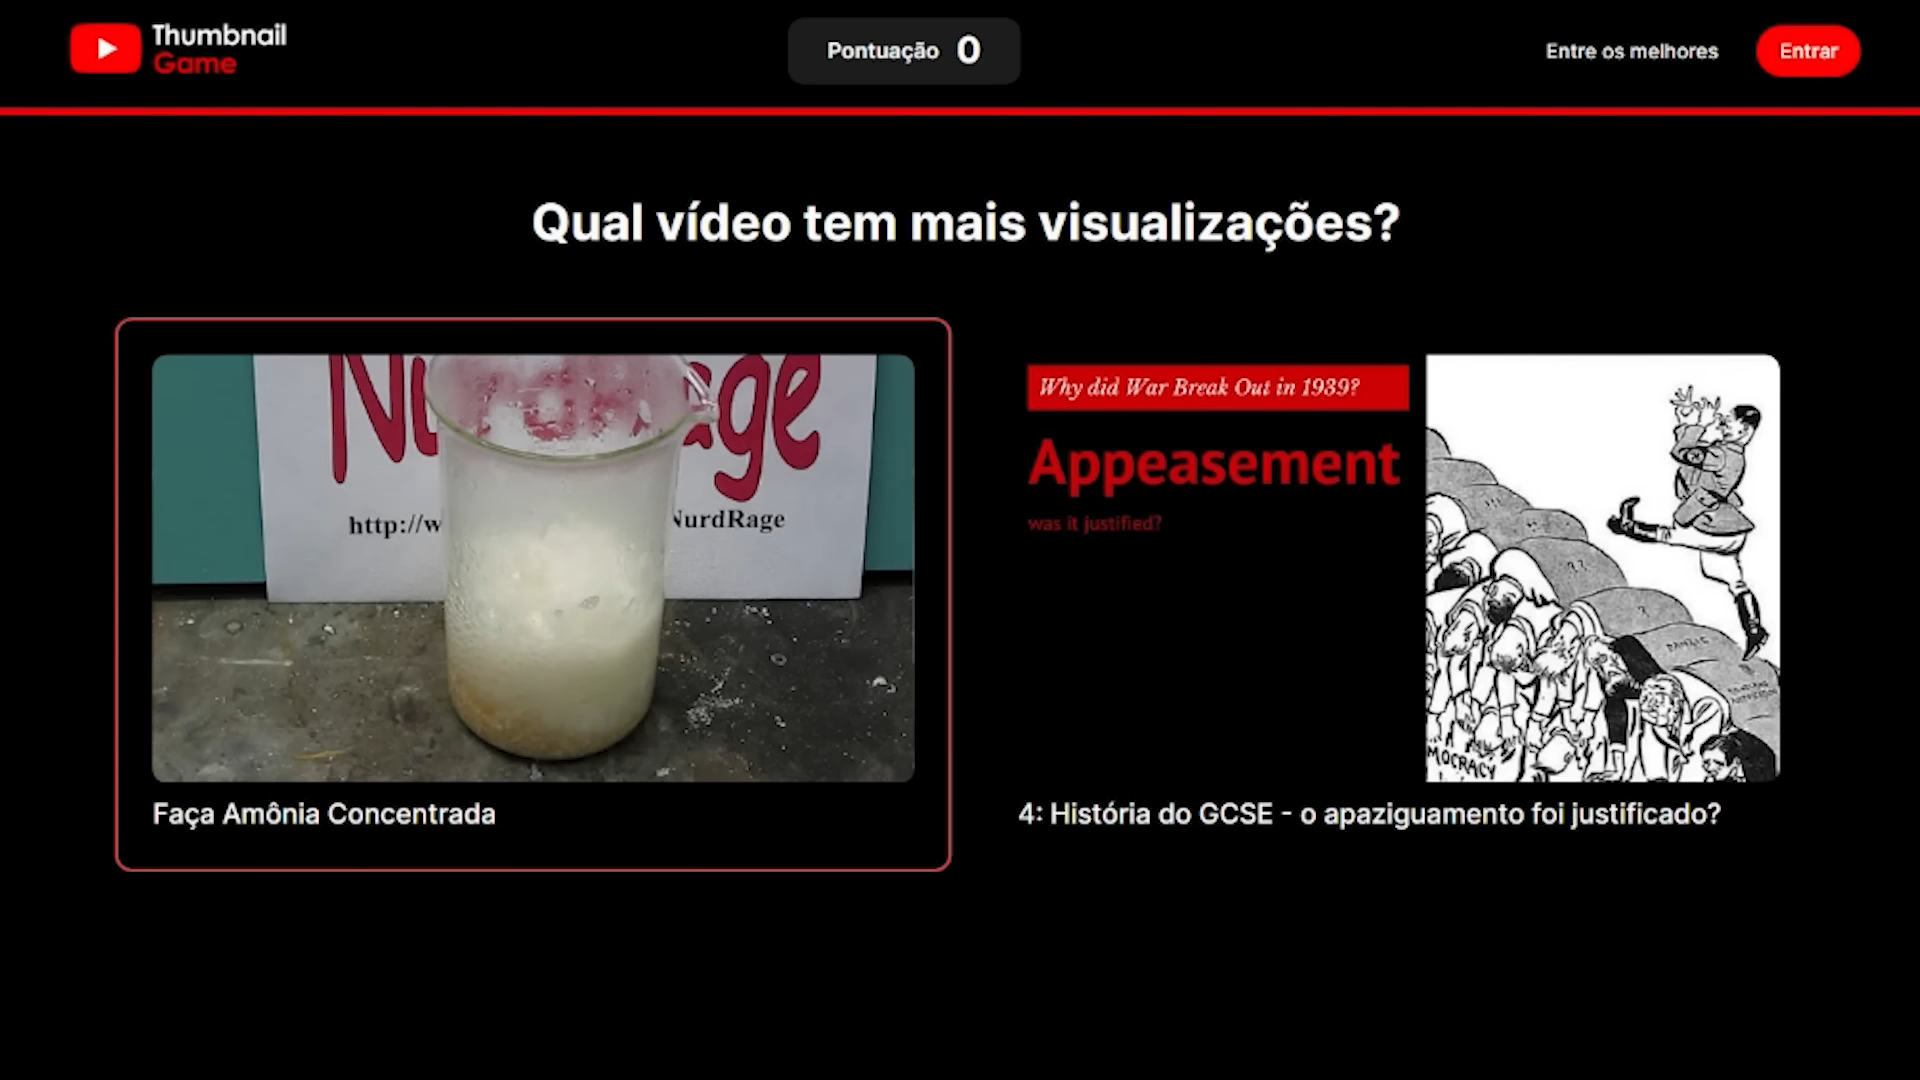 Thumbnail
Game
Pontuação 0
Entre os melhores
Entrar
Qual vídeo tem mais visualizações?
http://w
NurdRage
Faça Amônia Concentrada
Why did War Break Out in 1939?
Appeasement
was it justified?
MOCRACY
4: História do GCSE - o apaziguamento foi justificado?